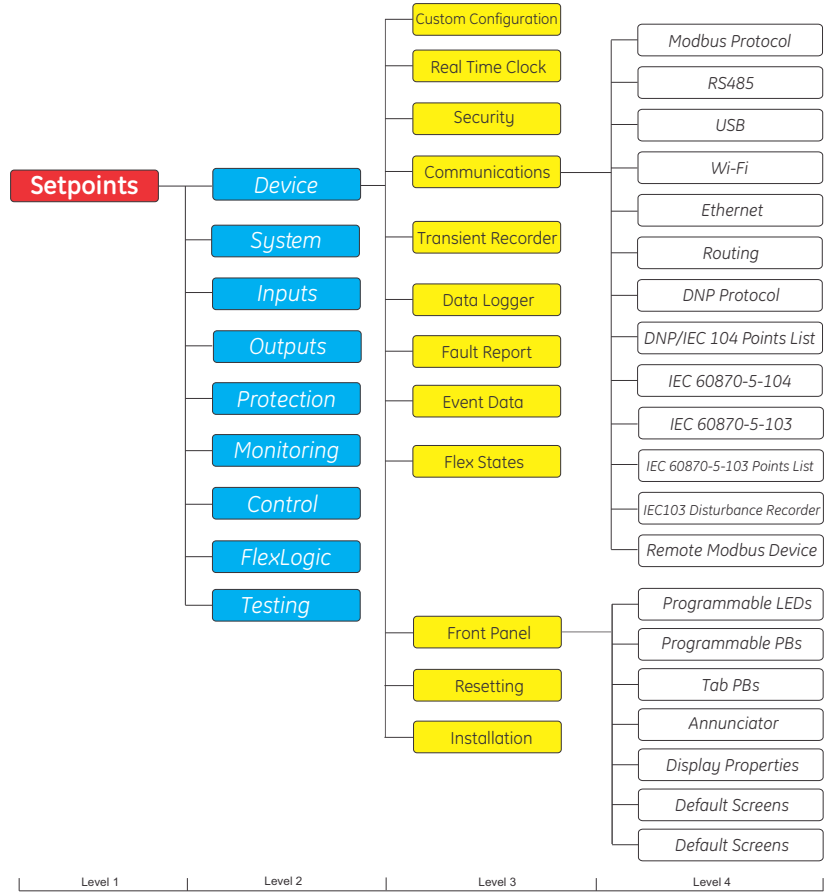 Setpoints
Device
System
Inputs
Outputs
Protection
Monitoring
Control
FlexLogic
Testing
Custom Configuration
Real Time Clock
Security
Communications
Transient Recorder
Data Logger
Fault Report
Event Data
Flex States
Front Panel
Resetting
Installation
Modbus Protocol
RS485
USB
Wi-Fi
Ethernet
Routing
DNP Protocol
DNP/IEC 104 Points List
IEC 60870-5-104
IEC 60870-5-103
IEC 60870-5-103 Points List
IEC103 Disturbance Recorder
Remote Modbus Device
Programmable LEDs
Programmable PBs
Tab PBs
Annunciator
Display Properties
Default Screens
Default Screens
Level 1
Level 2
Level 3
Level 4